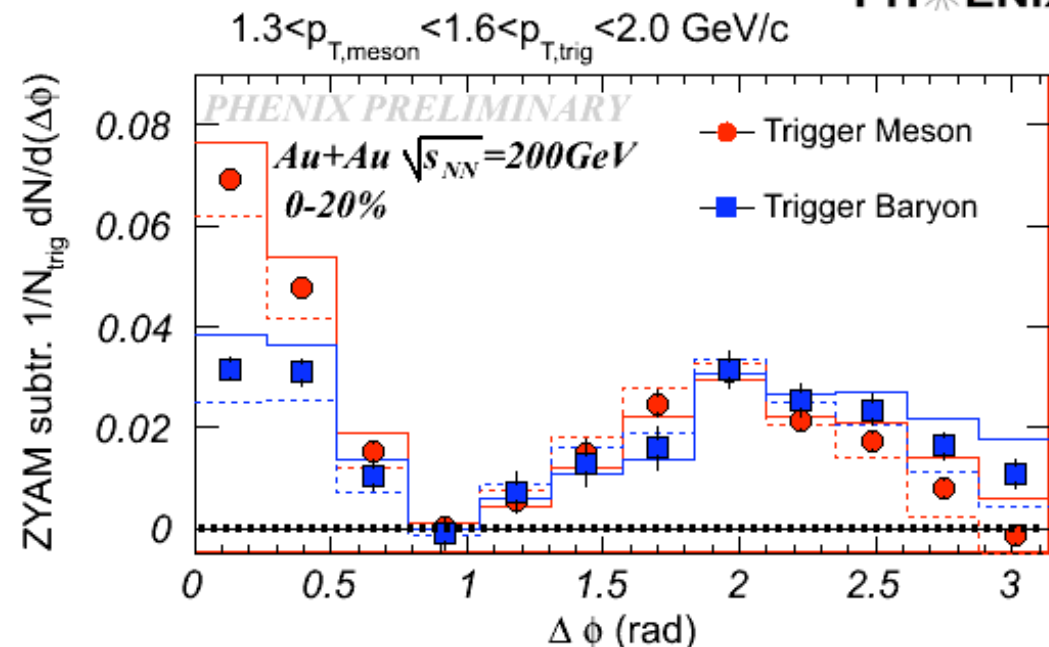 PH✳ENIX
1.3<p_T,meson <1.6<p_T,trig <2.0 GeV/c
ZYAM subtr. 1/N_trig dN/d(Δϕ)
PHENIX PRELIMINARY
Au+Au √s_NN=200GeV
0-20%
Trigger Meson
Trigger Baryon
0.08
0.06
0.04
0.02
0
0 0.5 1 1.5 2 2.5 3
Δ ϕ (rad)